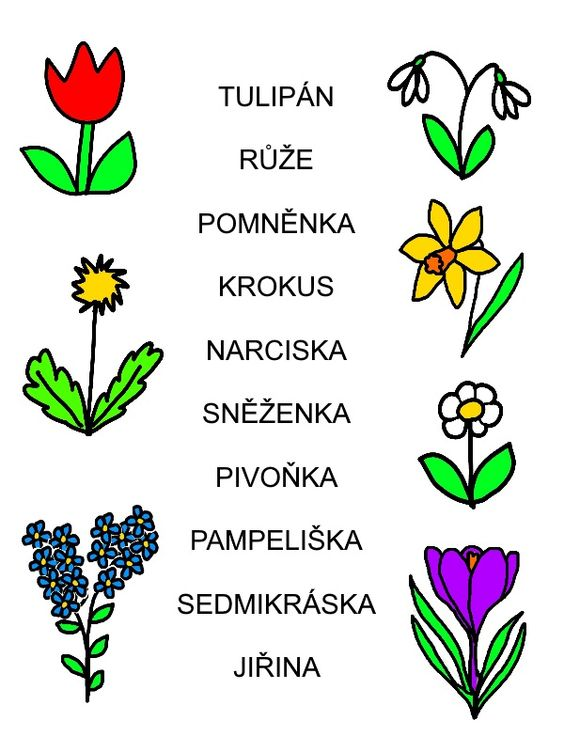 TULIPÁN
RŮŽE
POMNĚNKA
KROKUS
NARCISKA
SNĚŽENKA
PIVOŇKA
PAMPELIŠKA
SEDMIKRÁSKA
JIŘINA